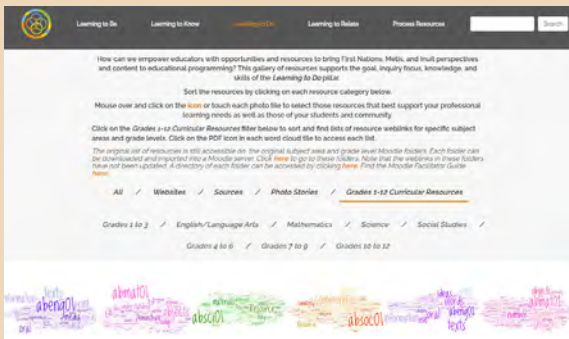 Learning to Be Learning to Know Learning to Do Learning to Relate Process Resources Search
How can we empower educators with opportunities and resources to bring First Nations, Métis, and Inuit perspectives
and content to educational programming? This gallery of resources supports the goal, inquiry focus, knowledge, and
skills of the Learning to Do pillar.
Sort the resources by clicking on each resource category below.
Mouse over and click on the icon or touch each photo tile to select those resources that best support your professional
learning needs as well as those of your students and community.
Click on the Grades 1-12 Curricular Resources filter below to sort and find lists of resource weblinks for specific subject
areas and grade levels. Click on the PDF icon in each word cloud tile to access each list.
The original list of resources is still accessible on the original subject area and grade level Moodle folders. Each folder can
be downloaded and imported into a Moodle server. Click here to go to these folders. Note that the weblinks in these folders
have not been updated. A directory of each folder can be accessed by clicking here. Find the Moodle Facilitator Guide
here.
All / Websites / Sources / Photo Stories / Grades 1-12 Curricular Resources
Grades 1 to 3 / English/Language Arts / Mathematics / Science / Social Studies /
Grades 4 to 6 / Grades 7 to 9 / Grades 10 to 12
texts abeng01 oral
abmat01
absci01
absoc01
information oral words abeng01 texts
abmat01